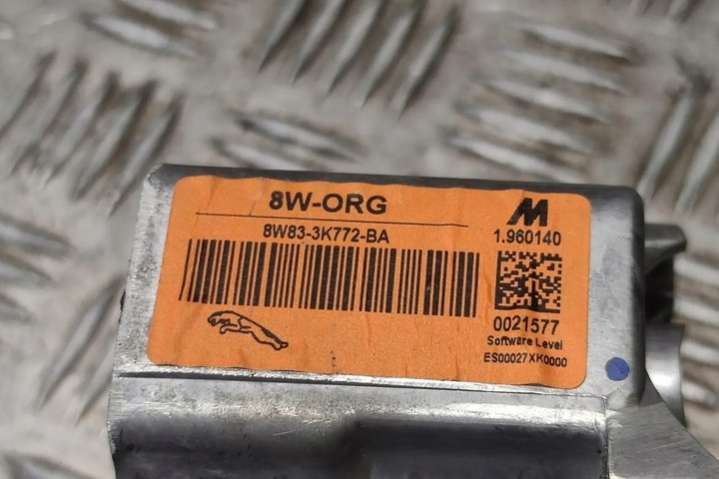 8W-ORG
8W83-3K772-BA
M
1.960140
0021577
Software Level
ES00027XK0000